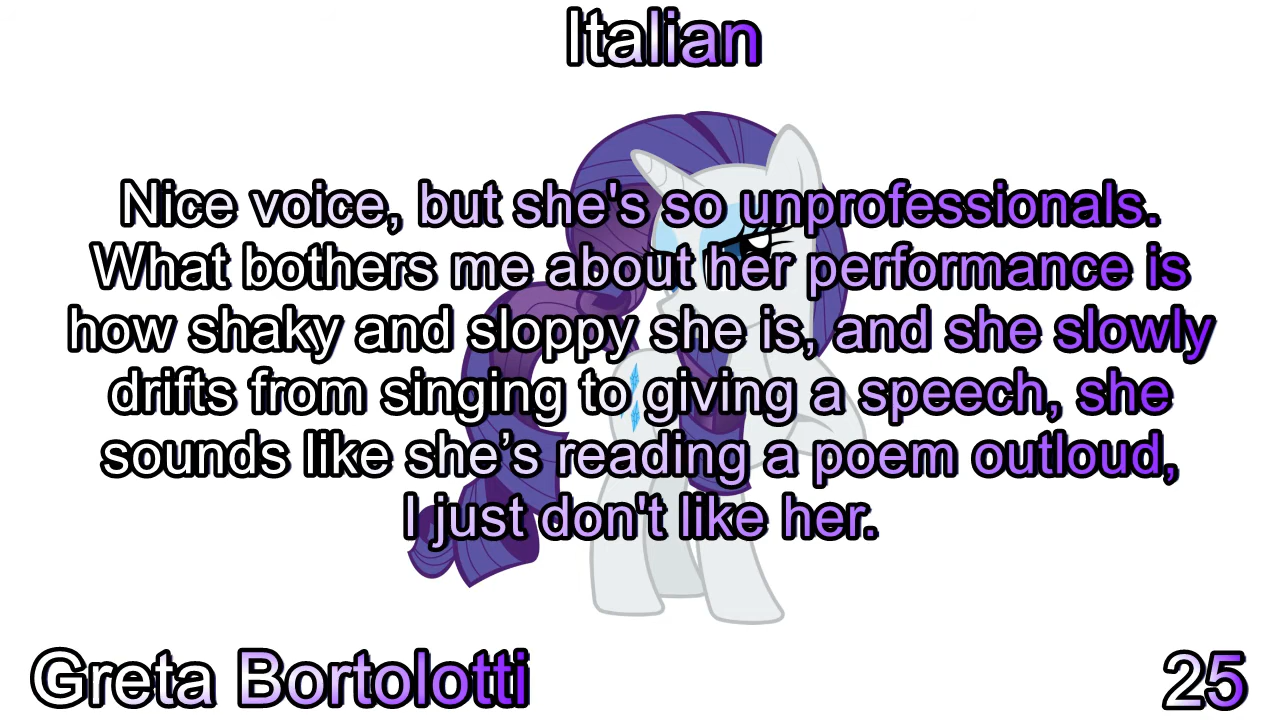 Italian
Nice voice, but she's so unprofessionals.
What bothers me about her performance is
how shaky and sloppy she is, and she slowly
drifts from singing to giving a speech, she
sounds like she’s reading a poem outloud,
I just don't like her.
Greta Bortolotti
25